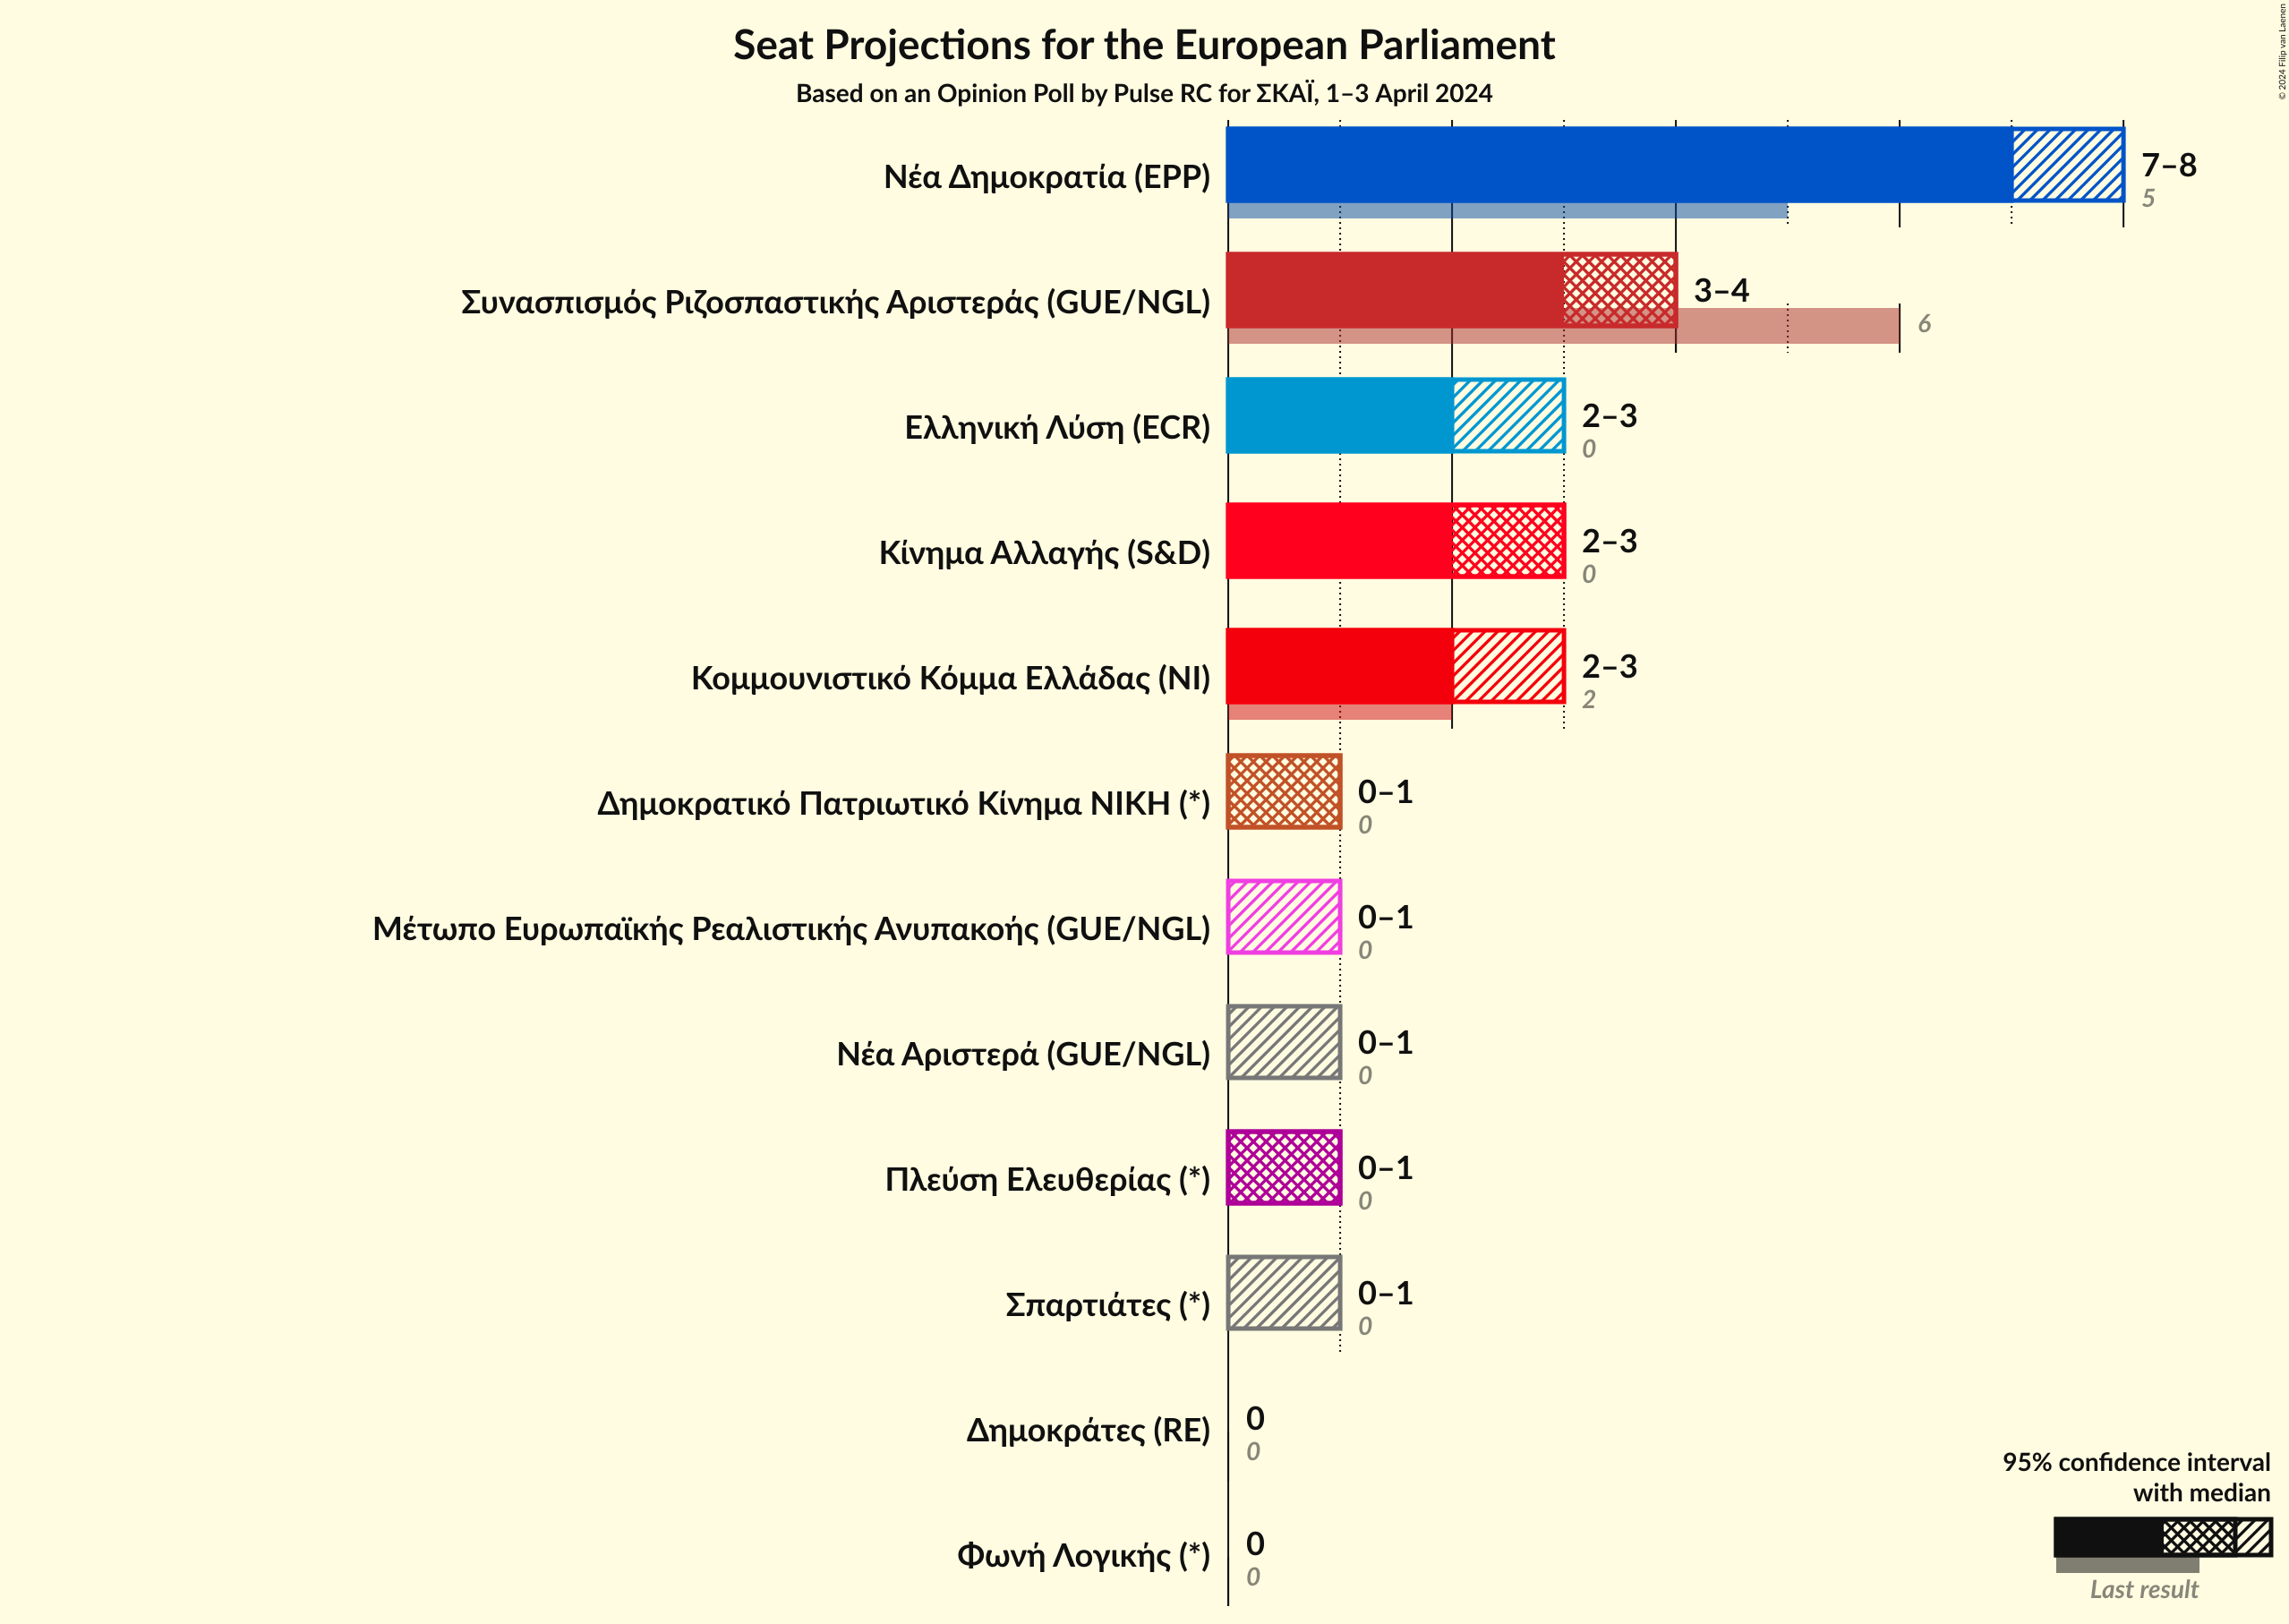 Seat Projections for the European Parliament
Based on an Opinion Poll by Pulse RC for ΣΚΑΪ, 1–3 April 2024
© 2024 Filip van Laenen
Νέα Δημοκρατία (EPP)
7–8
5
Συνασπισμός Ριζοσπαστικής Αριστεράς (GUE/NGL)
3–4
6
Ελληνική Λύση (ECR)
2–3
0
Κίνημα Αλλαγής (S&D)
2–3
0
Κομμουνιστικό Κόμμα Ελλάδας (NI)
2–3
2
Δημοκρατικό Πατριωτικό Κίνημα ΝΙΚΗ (*)
0–1
0
Μέτωπο Ευρωπαϊκής Ρεαλιστικής Ανυπακοής (GUE/NGL)
0–1
0
Νέα Αριστερά (GUE/NGL)
0–1
0
Πλεύση Ελευθερίας (*)
0–1
0
Σπαρτιάτες (*)
0–1
0
Δημοκράτες (RE)
0
0
Φωνή Λογικής (*)
0
0
95% confidence interval
with median
Last result